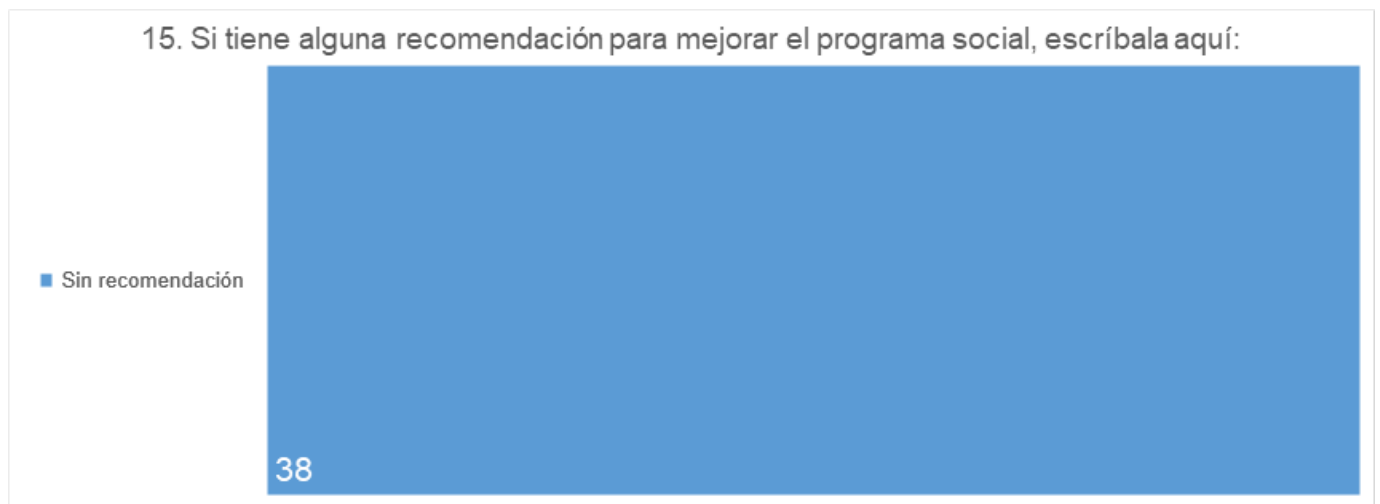 15. Si tiene alguna recomendación para mejorar el programa social, escríbala aquí:
Sin recomendación
38